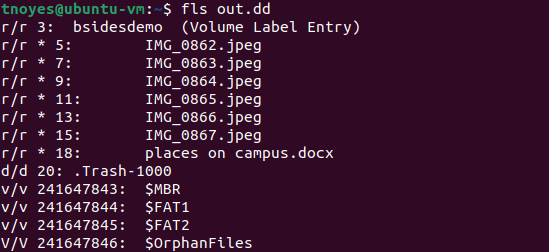 tnoyes@ubuntu-vm:~$ fls out.dd
r/r 3:  bsidesdemo  (Volume Label Entry)
r/r * 5:        IMG_0862.jpeg
r/r * 7:        IMG_0863.jpeg
r/r * 9:        IMG_0864.jpeg
r/r * 11:       IMG_0865.jpeg
r/r * 13:       IMG_0866.jpeg
r/r * 15:       IMG_0867.jpeg
r/r * 18:       places on campus.docx
d/d 20: .Trash-1000
v/v 241647843:  $MBR
v/v 241647844:  $FAT1
v/v 241647845:  $FAT2
V/V 241647846:  $OrphanFiles